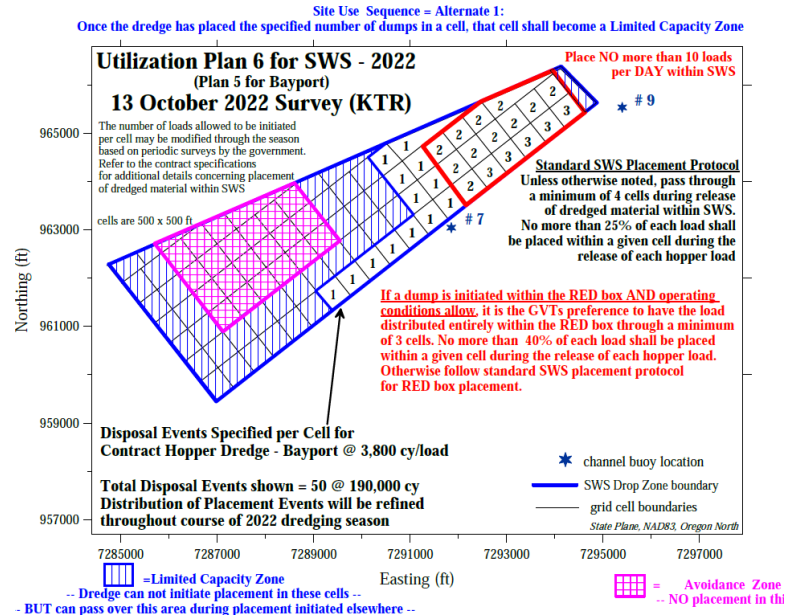 Site Use Sequence = Alternate 1:
Once the dredge has placed the specified number of dumps in a cell, that cell shall become a Limited Capacity Zone
Utilization Plan 6 for SWS - 2022
(Plan 5 for Bayport)
13 October 2022 Survey (KTR)
Place NO more than 10 loads
per DAY within SWS
The number of loads allowed to be initiated
per cell may be modified through the season
based on periodic surveys by the government.
Refer to the contract specifications
for additional details concerning placement
of dredged material within SWS
cells are 500 x 500 ft
# 9
# 7
Standard SWS Placement Protocol
Unless otherwise noted, pass through
a minimum of 4 cells during release
of dredged material within SWS.
No more than 25% of each load shall
be placed within a given cell during the
release of each hopper load
If a dump is initiated within the RED box AND operating
conditions allow, it is the GVTs preference to have the load
distributed entirely within the RED box through a minimum
of 3 cells. No more than 40% of each load shall be placed
within a given cell during the release of each hopper load.
Otherwise follow standard SWS placement protocol
for RED box placement.
Disposal Events Specified per Cell for
Contract Hopper Dredge - Bayport @ 3,800 cy/load
Total Disposal Events shown = 50 @ 190,000 cy
Distribution of Placement Events will be refined
throughout course of 2022 dredging season
channel buoy location
SWS Drop Zone boundary
grid cell boundaries
State Plane, NAD83, Oregon North
Northing (ft)
965000
963000
961000
959000
957000
7285000 7287000 7289000 7291000 7293000 7295000 7297000
Easting (ft)
=Limited Capacity Zone
-- Dredge can not initiate placement in these cells --
- BUT can pass over this area during placement initiated elsewhere --
= Avoidance Zone
-- NO placement in thi